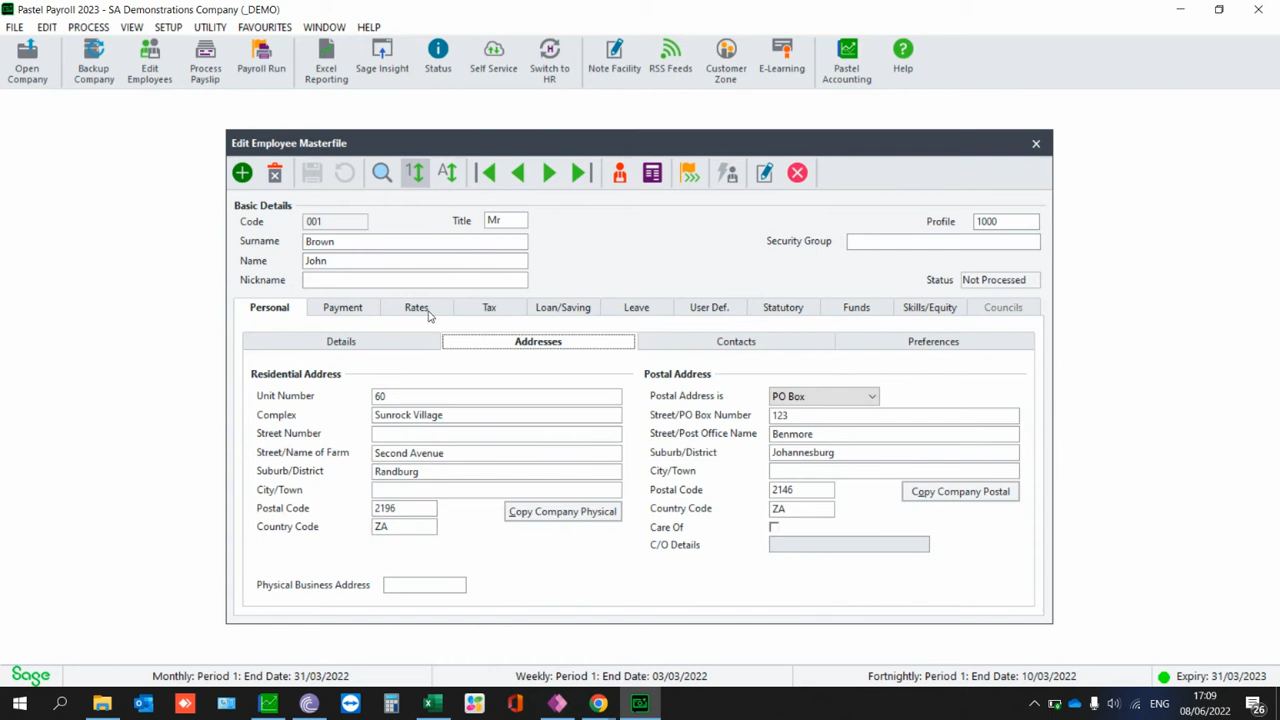 Pastel Payroll 2023 - SA Demonstrations Company (_DEMO)
FILE EDIT PROCESS VIEW SETUP UTILITY FAVOURITES WINDOW HELP
Open Company
Backup Company
Edit Employees
Process Payslip
Payroll Run
Excel Reporting
Sage Insight
Status
Self Service
Switch to HR
Note Facility
RSS Feeds
Customer Zone
E-Learning
Pastel Accounting
Help
Edit Employee Masterfile
Basic Details
Code 001 Title Mr Profile 1000
Surname Brown Security Group
Name John
Nickname Status Not Processed
Personal Payment Rates Tax Loan/Saving Leave User Def. Statutory Funds Skills/Equity Councils
Details Addresses Contacts Preferences
Residential Address
Unit Number 60
Complex Sunrock Village
Street Number
Street/Name of Farm Second Avenue
Suburb/District Randburg
City/Town
Postal Code 2196 Copy Company Physical
Country Code ZA
Physical Business Address
Postal Address
Postal Address is PO Box
Street/PO Box Number 123
Street/Post Office Name Benmore
Suburb/District Johannesburg
City/Town
Postal Code 2146 Copy Company Postal
Country Code ZA
Care Of
C/O Details
Sage Monthly: Period 1: End Date: 31/03/2022 Weekly: Period 1: End Date: 03/03/2022 Fortnightly: Period 1: End Date: 10/03/2022 Expiry: 31/03/2023
ENG
17:09
08/06/2022
26